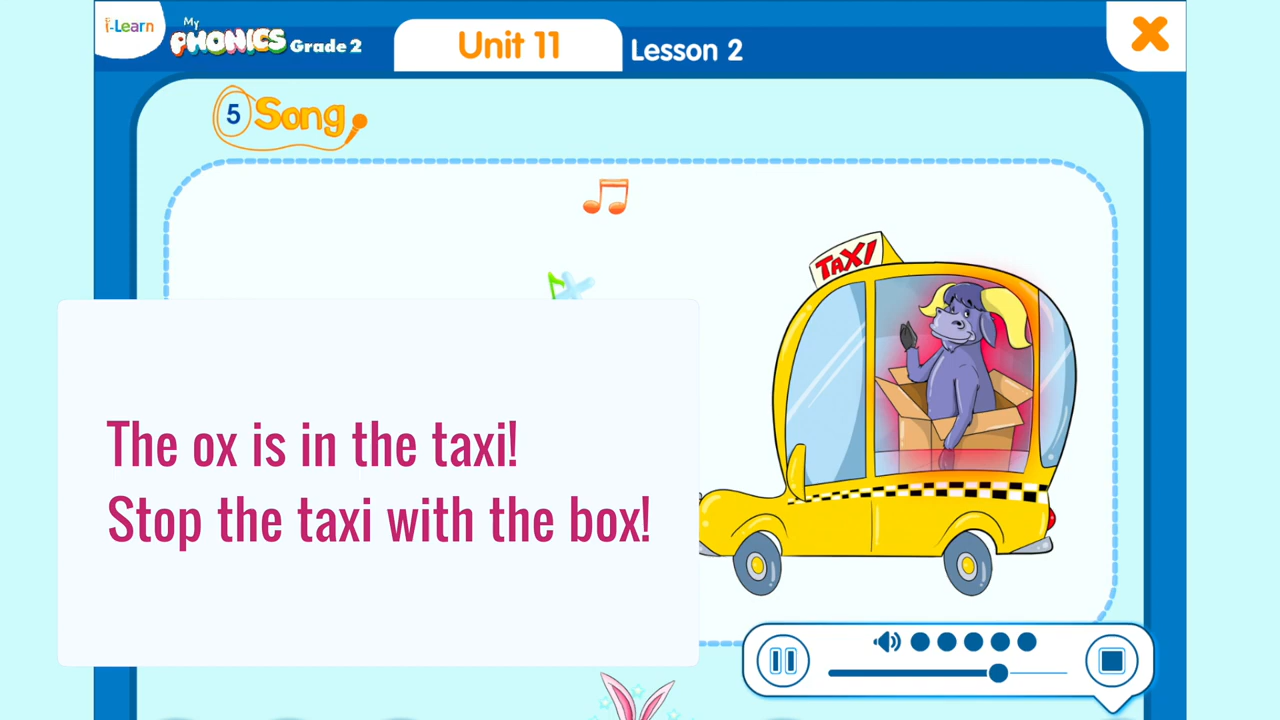 i-Learn
My
PHONICS Grade 2
Unit 11
Lesson 2
5 Song
TAXI
The ox is in the taxi!
Stop the taxi with the box!